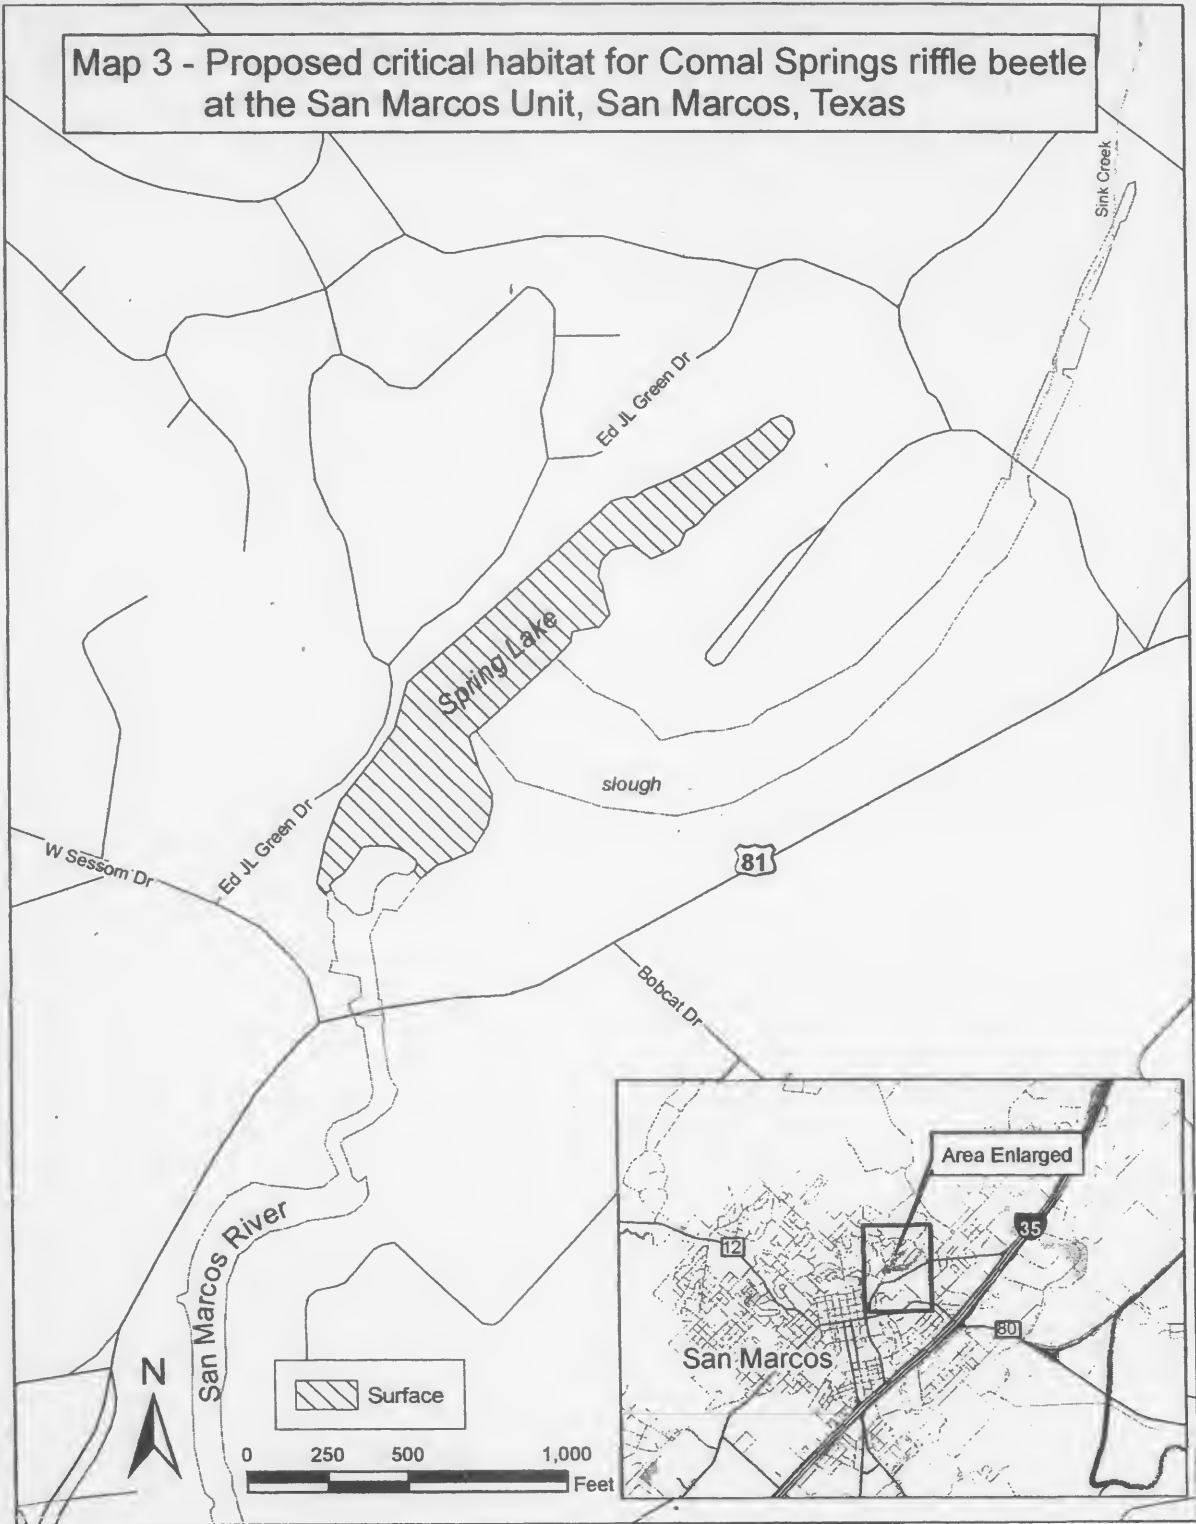 Map 3 - Proposed critical habitat for Comal Springs riffle beetle
at the San Marcos Unit, San Marcos, Texas
Sink Creek
Ed JL Green Dr
Spring Lake
slough
Ed JL Green Dr
W Sessom Dr
81
Bobcat Dr
San Marcos River
Area Enlarged
35
12
80
San Marcos
N
Surface
0 250 500 1,000
Feet